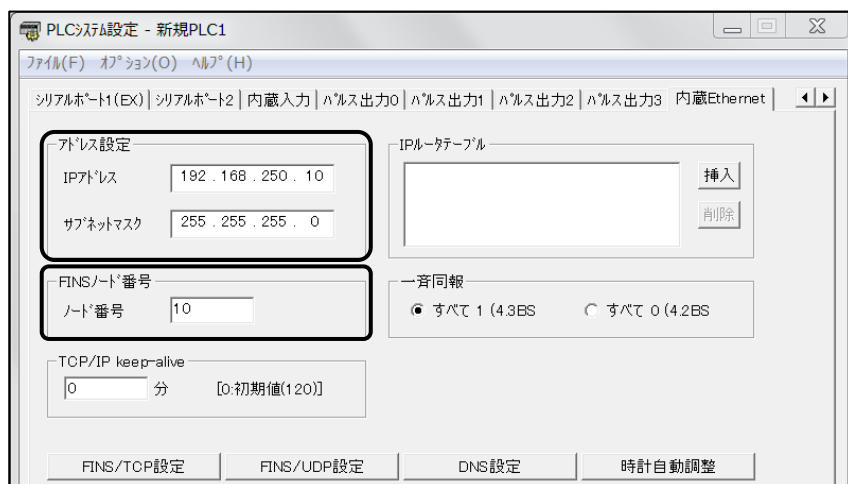 PLCｼｽﾃﾑ設定 - 新規PLC1
ﾌｧｲﾙ(F) ｵﾌﾟｼｮﾝ(O) ﾍﾙﾌﾟ(H)
ｼﾘｱﾙﾎﾟｰﾄ1(EX) ｼﾘｱﾙﾎﾟｰﾄ2 内蔵入力 ﾊﾟﾙｽ出力0 ﾊﾟﾙｽ出力1 ﾊﾟﾙｽ出力2 ﾊﾟﾙｽ出力3 内蔵Ethernet
ｱﾄﾞﾚｽ設定
IPｱﾄﾞﾚｽ 192 . 168 . 250 . 10
ｻﾌﾞﾈｯﾄﾏｽｸ 255 . 255 . 255 . 0
IPﾙｰﾀﾃｰﾌﾞﾙ
挿入
削除
FINSﾉｰﾄﾞ番号
ﾉｰﾄﾞ番号 10
一斉同報
すべて 1 (4.3BS すべて 0 (4.2BS
TCP/IP keep-alive
0 分 [0:初期値(120)]
FINS/TCP設定 FINS/UDP設定 DNS設定 時計自動調整